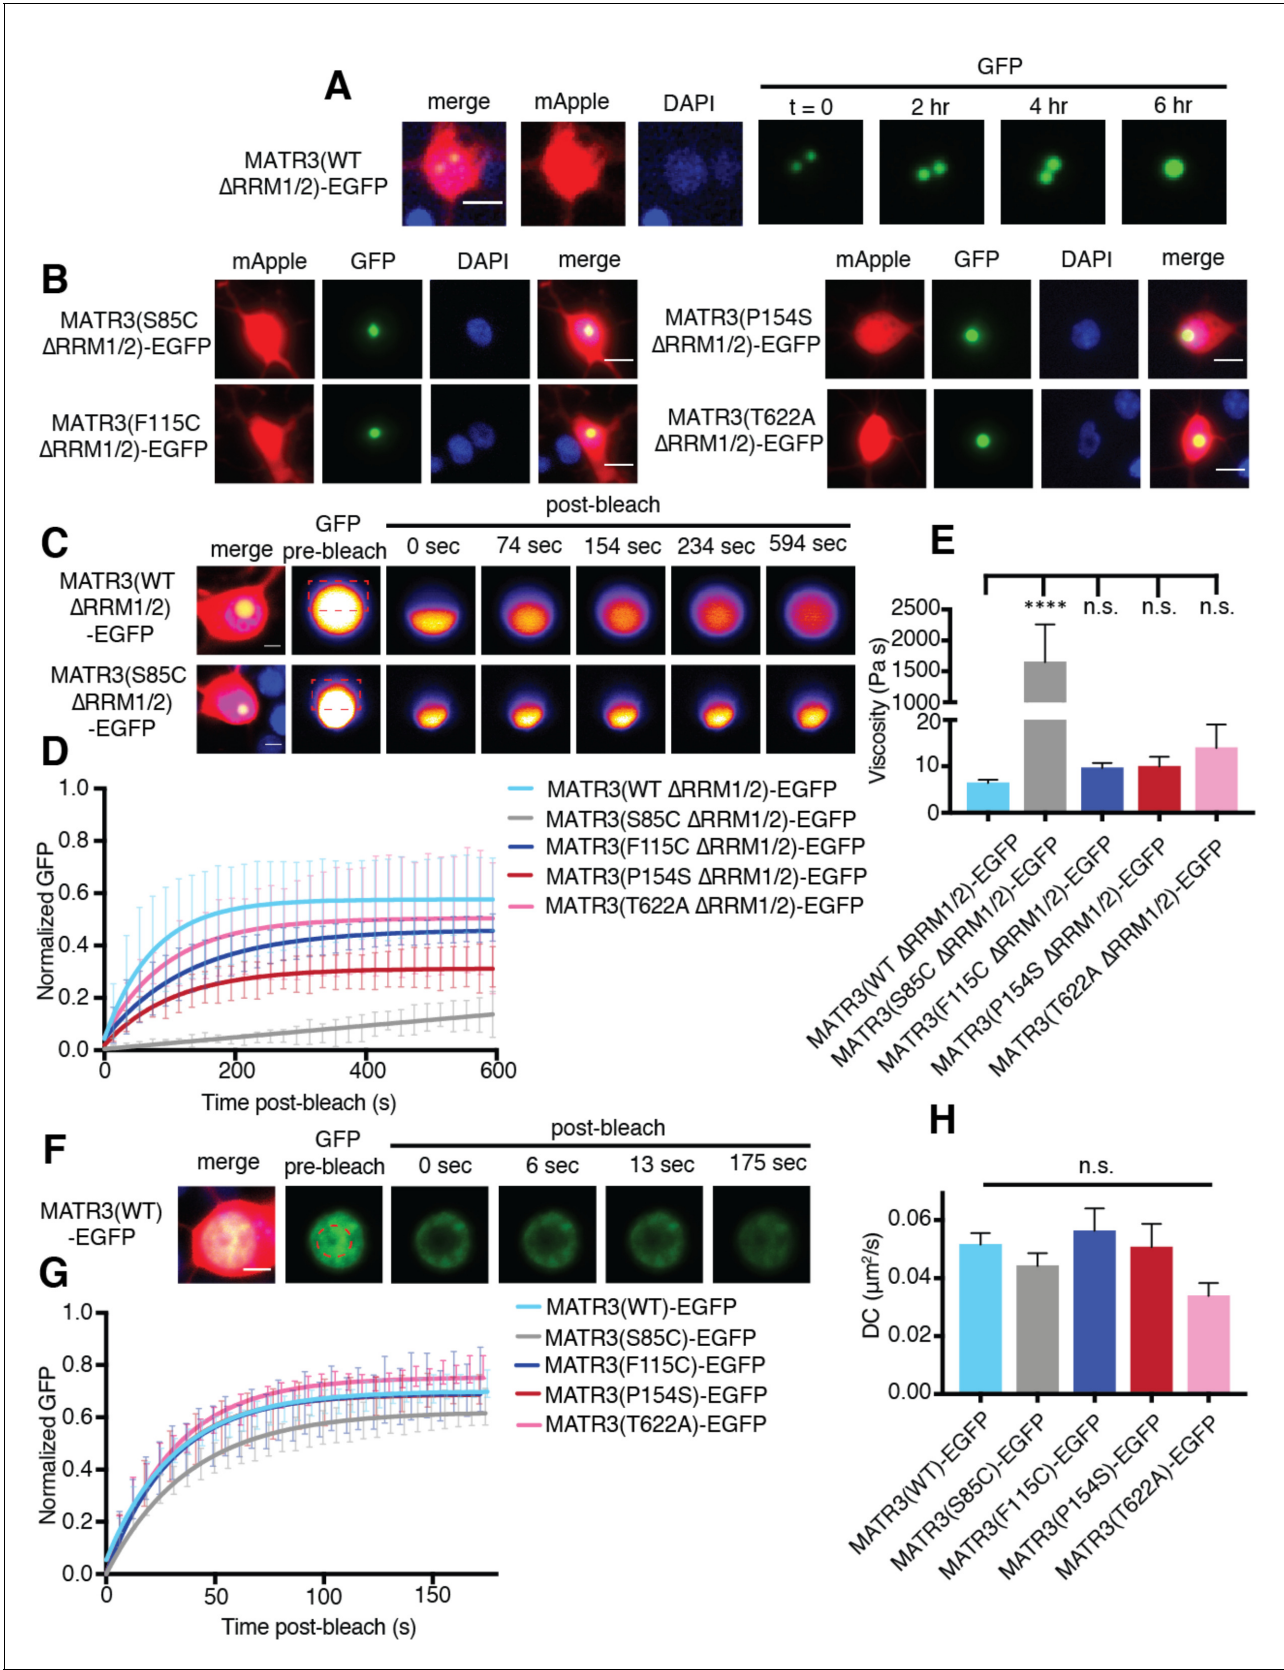 A
merge
mApple
DAPI
GFP
t = 0
2 hr
4 hr
6 hr
MATR3(WT
ΔRRM1/2)-EGFP
B
mApple
GFP
DAPI
merge
mApple
GFP
DAPI
merge
MATR3(S85C
ΔRRM1/2)-EGFP
MATR3(P154S
ΔRRM1/2)-EGFP
MATR3(F115C
ΔRRM1/2)-EGFP
MATR3(T622A
ΔRRM1/2)-EGFP
C
merge
GFP
pre-bleach
post-bleach
0 sec
74 sec
154 sec
234 sec
594 sec
MATR3(WT
ΔRRM1/2)
-EGFP
MATR3(S85C
ΔRRM1/2)
-EGFP
D
Normalized GFP
1.0
0.8
0.6
0.4
0.2
0.0
0
200
400
600
Time post-bleach (s)
MATR3(WT ΔRRM1/2)-EGFP
MATR3(S85C ΔRRM1/2)-EGFP
MATR3(F115C ΔRRM1/2)-EGFP
MATR3(P154S ΔRRM1/2)-EGFP
MATR3(T622A ΔRRM1/2)-EGFP
E
Viscosity (Pa s)
2500
2000
1500
1000
20
10
0
****
n.s.
n.s.
n.s.
MATR3(WT ΔRRM1/2)-EGFP
MATR3(S85C ΔRRM1/2)-EGFP
MATR3(F115C ΔRRM1/2)-EGFP
MATR3(P154S ΔRRM1/2)-EGFP
MATR3(T622A ΔRRM1/2)-EGFP
F
merge
GFP
pre-bleach
post-bleach
0 sec
6 sec
13 sec
175 sec
MATR3(WT)
-EGFP
G
Normalized GFP
1.0
0.8
0.6
0.4
0.2
0.0
0
50
100
150
Time post-bleach (s)
MATR3(WT)-EGFP
MATR3(S85C)-EGFP
MATR3(F115C)-EGFP
MATR3(P154S)-EGFP
MATR3(T622A)-EGFP
H
n.s.
DC (µm²/s)
0.06
0.04
0.02
0.00
MATR3(WT)-EGFP
MATR3(S85C)-EGFP
MATR3(F115C)-EGFP
MATR3(P154S)-EGFP
MATR3(T622A)-EGFP